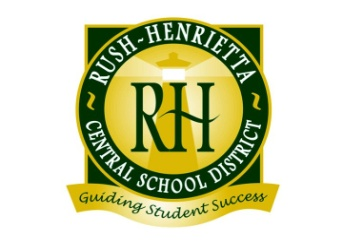 RUSH~HENRIETTA
RH
~ CENTRAL SCHOOL DISTRICT ~
Guiding Student Success